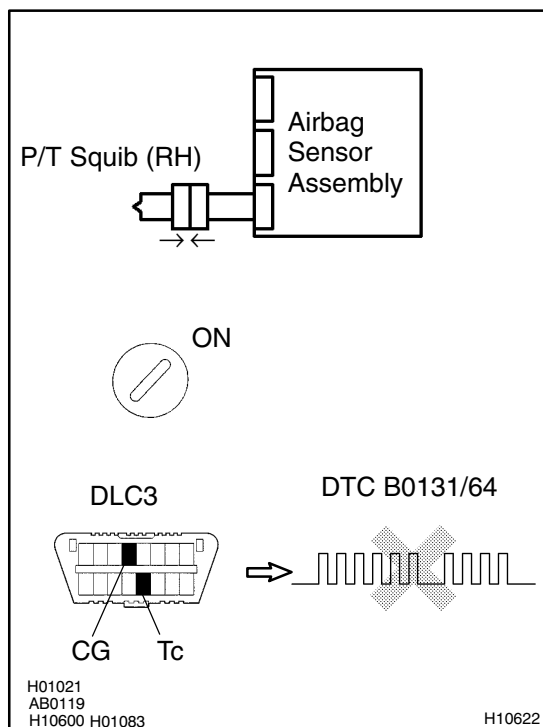 Airbag
Sensor
Assembly
P/T Squib (RH)
ON
DLC3
DTC B0131/64
CG Tc
H01021
AB0119
H10600 H01083
H10622